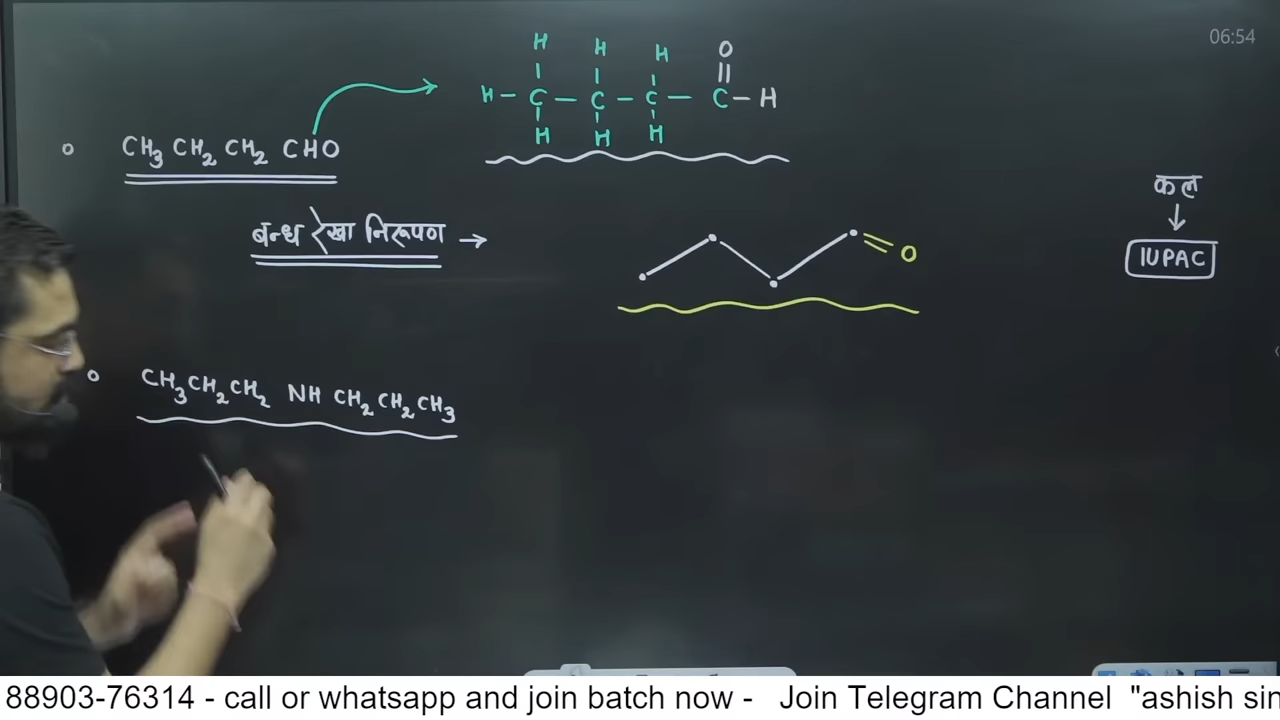 06:54
H H H O
H – C – C – C – C – H
H H H
CH3 CH2 CH2 CHO
कल
बन्ध रेखा निरूपण →
O
IUPAC
CH3CH2CH2 NH CH2CH2CH3
88903-76314 - call or whatsapp and join batch now - Join Telegram Channel "ashish sin